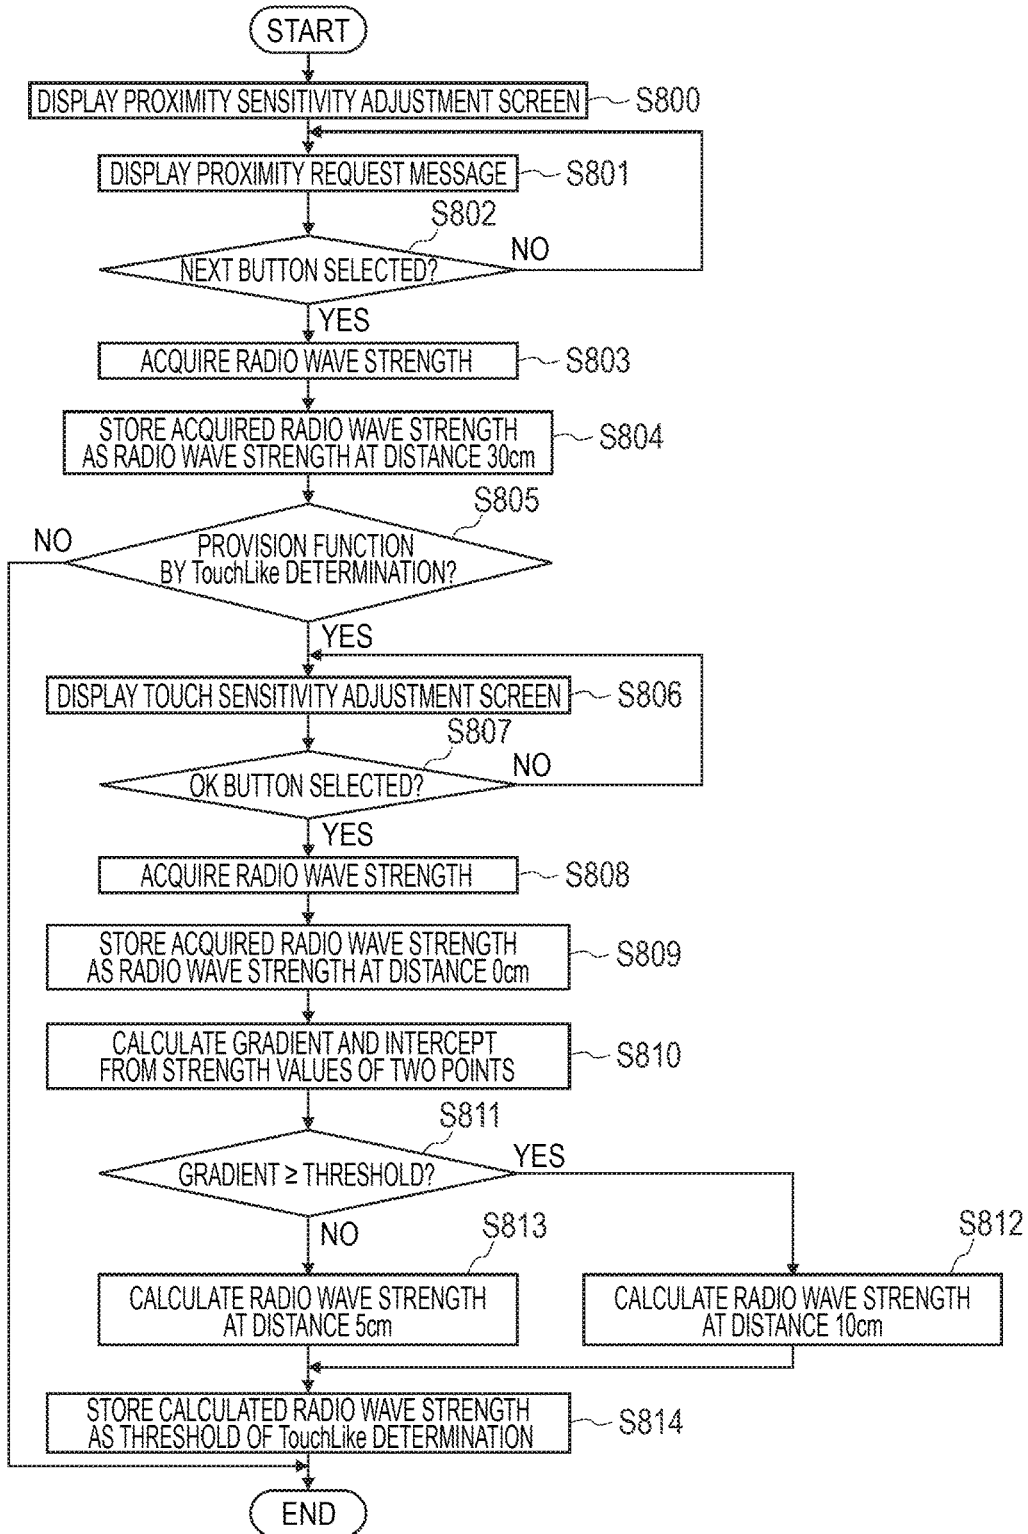 START
DISPLAY PROXIMITY SENSITIVITY ADJUSTMENT SCREEN
S800
DISPLAY PROXIMITY REQUEST MESSAGE
S801
S802
NEXT BUTTON SELECTED?
NO
YES
ACQUIRE RADIO WAVE STRENGTH
S803
STORE ACQUIRED RADIO WAVE STRENGTH
AS RADIO WAVE STRENGTH AT DISTANCE 30cm
S804
S805
NO
PROVISION FUNCTION
BY TouchLike DETERMINATION?
YES
DISPLAY TOUCH SENSITIVITY ADJUSTMENT SCREEN
S806
S807
OK BUTTON SELECTED?
NO
YES
ACQUIRE RADIO WAVE STRENGTH
S808
STORE ACQUIRED RADIO WAVE STRENGTH
AS RADIO WAVE STRENGTH AT DISTANCE 0cm
S809
CALCULATE GRADIENT AND INTERCEPT
FROM STRENGTH VALUES OF TWO POINTS
S810
S811
GRADIENT ≥ THRESHOLD?
YES
NO
S813
CALCULATE RADIO WAVE STRENGTH
AT DISTANCE 5cm
S812
CALCULATE RADIO WAVE STRENGTH
AT DISTANCE 10cm
STORE CALCULATED RADIO WAVE STRENGTH
AS THRESHOLD OF TouchLike DETERMINATION
S814
END